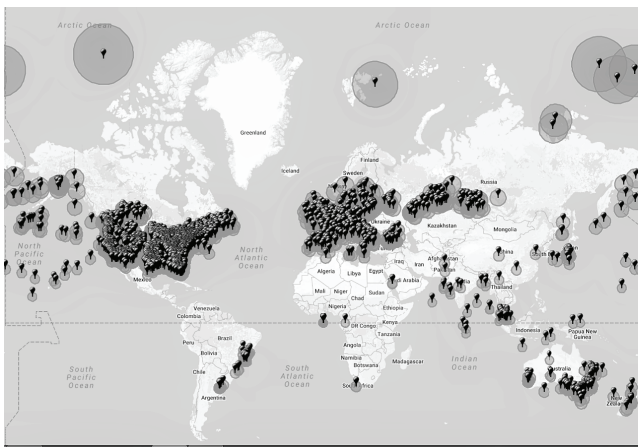 Arctic Ocean
Arctic Ocean
Greenland
Iceland
Finland
Sweden
Russia
Ukraine
Kazakhstan
Mongolia
North
Pacific
Ocean
North
Atlantic
Ocean
Iraq
Iran
Algeria
Libya
Egypt
Mexico
Mali
Niger
Chad
Sudan
Thailand
Nigeria
Ethiopia
Venezuela
Colombia
DR Congo
Kenya
Tanzania
Indonesia
Papua New
Guinea
Peru
Brazil
Bolivia
Angola
Namibia
Botswana
Madagascar
Indian
Ocean
South
Pacific
Ocean
Chile
South
Atlantic
Ocean
Argentina